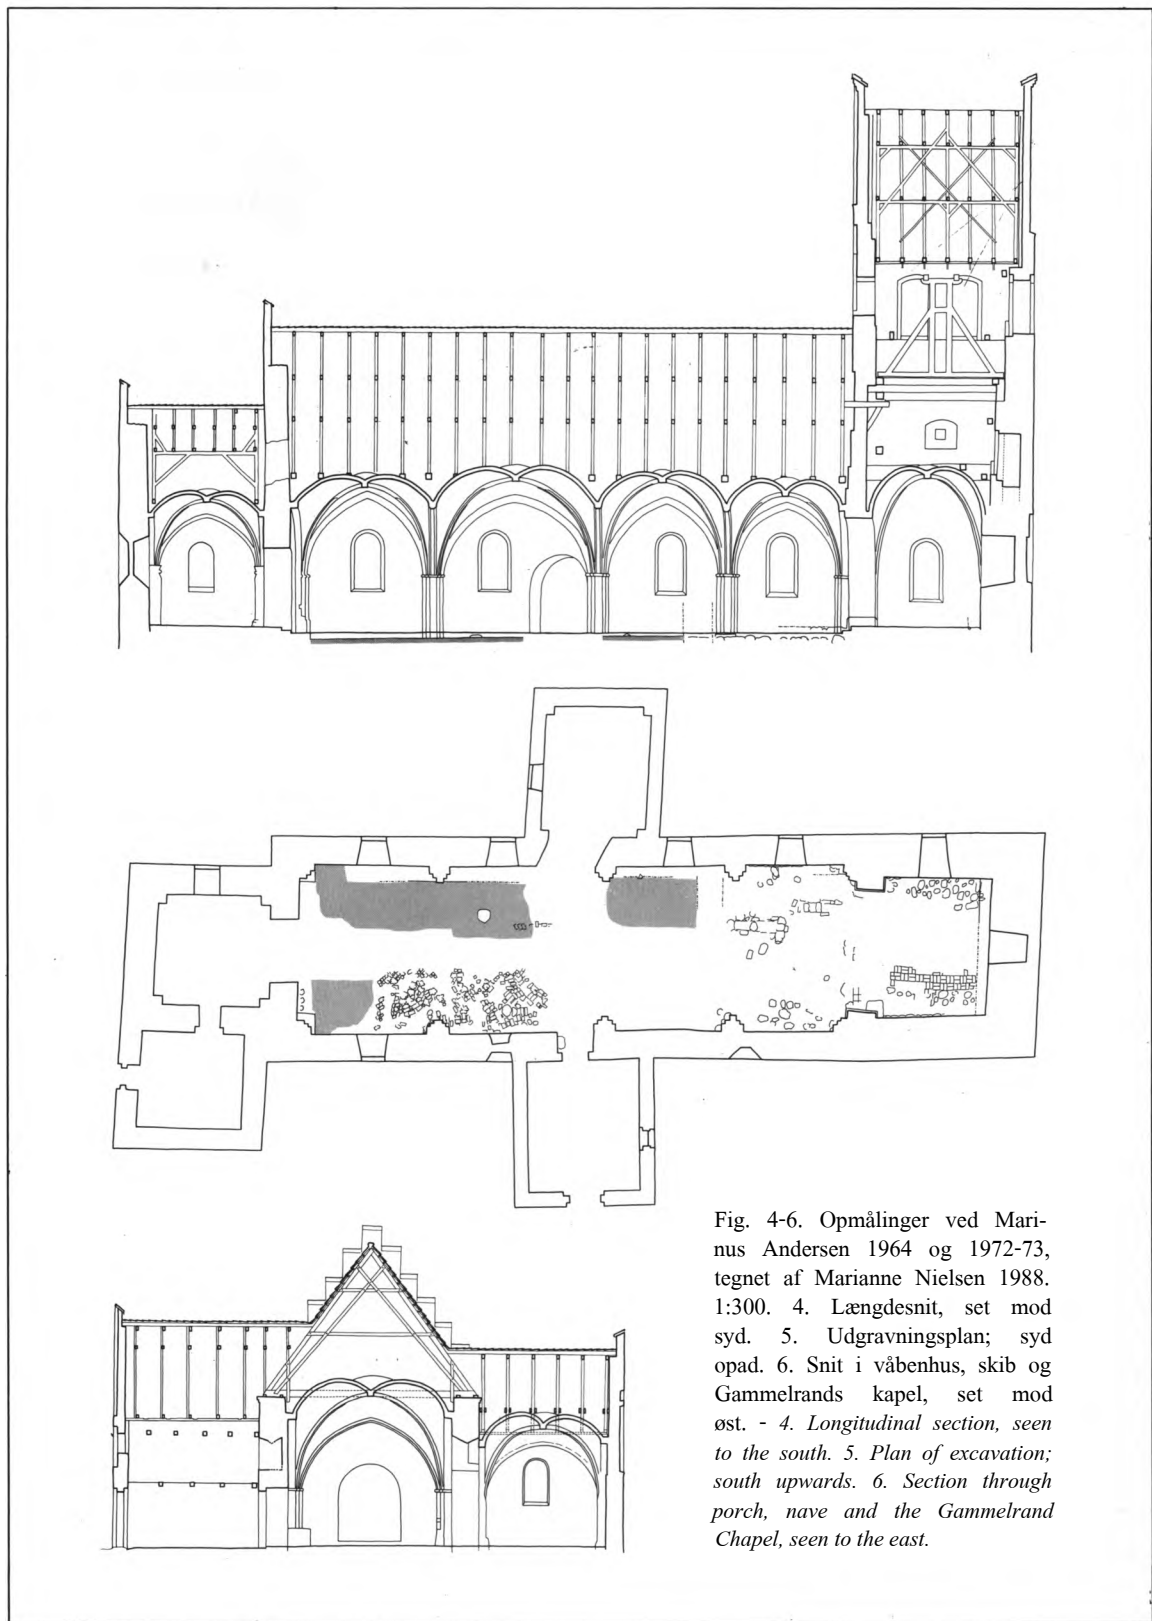 Fig. 4-6. Opmålinger ved Mari-
nus Andersen 1964 og 1972-73,
tegnet af Marianne Nielsen 1988.
1:300. 4. Længdesnit, set mod
syd. 5. Udgravningsplan; syd
opad. 6. Snit i våbenhus, skib og
Gammelrands kapel, set mod
øst. - 4. Longitudinal section, seen
to the south. 5. Plan of excavation;
south upwards. 6. Section through
porch, nave and the Gammelrand
Chapel, seen to the east.